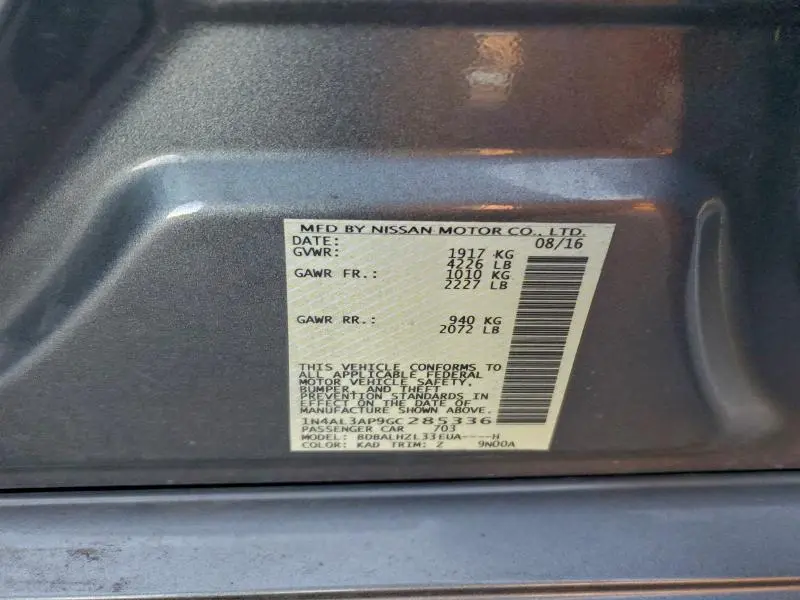 MFD BY NISSAN MOTOR CO., LTD.
DATE: 08/16
GVWR: 1917 KG
4226 LB
GAWR FR.: 1010 KG
2227 LB
GAWR RR.: 940 KG
2072 LB
THIS VEHICLE CONFORMS TO
ALL APPLICABLE FEDERAL
MOTOR VEHICLE SAFETY,
BUMPER, AND THEFT
PREVENTION STANDARDS IN
EFFECT ON THE DATE OF
MANUFACTURE SHOWN ABOVE.
1N4AL3AP9GC285336
PASSENGER CAR 703
MODEL: BDBALHZL33EUA----H
COLOR: KAD TRIM: Z 9N00A